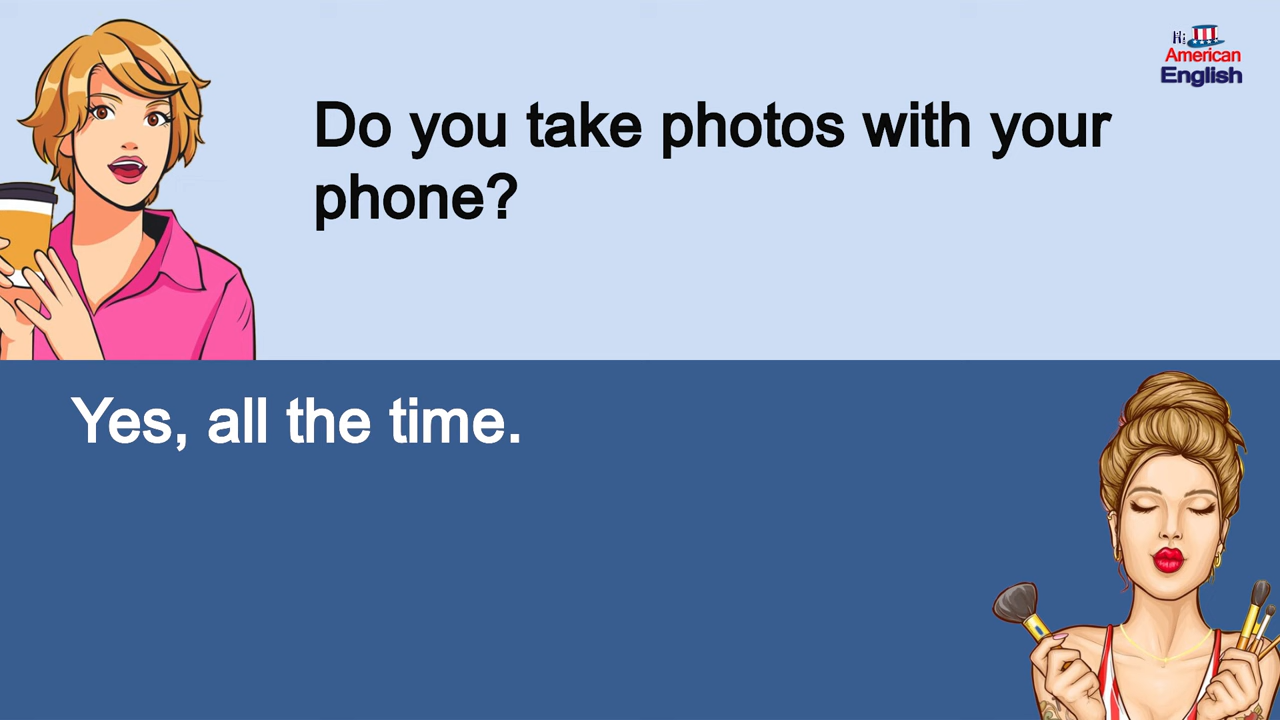 Hi
American
English
Do you take photos with your
phone?
Yes, all the time.